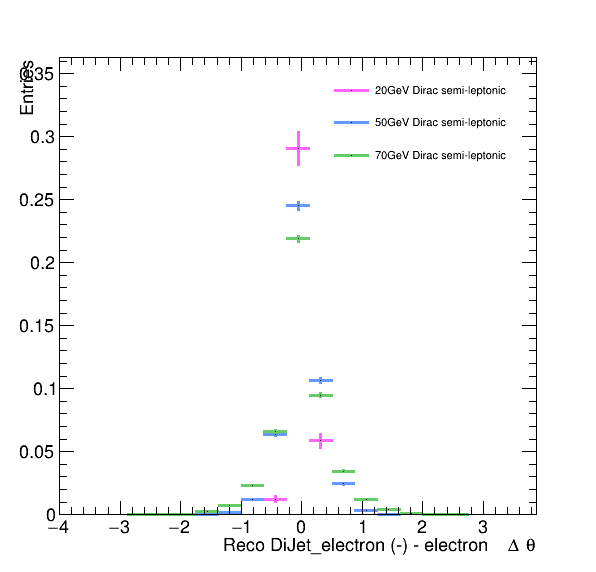 Entries
0.35
0.3
0.25
0.2
0.15
0.1
0.05
0
20GeV Dirac semi-leptonic
50GeV Dirac semi-leptonic
70GeV Dirac semi-leptonic
−4 −3 −2 −1 0 1 2 3
Reco DiJet_electron (-) - electron Δ θ